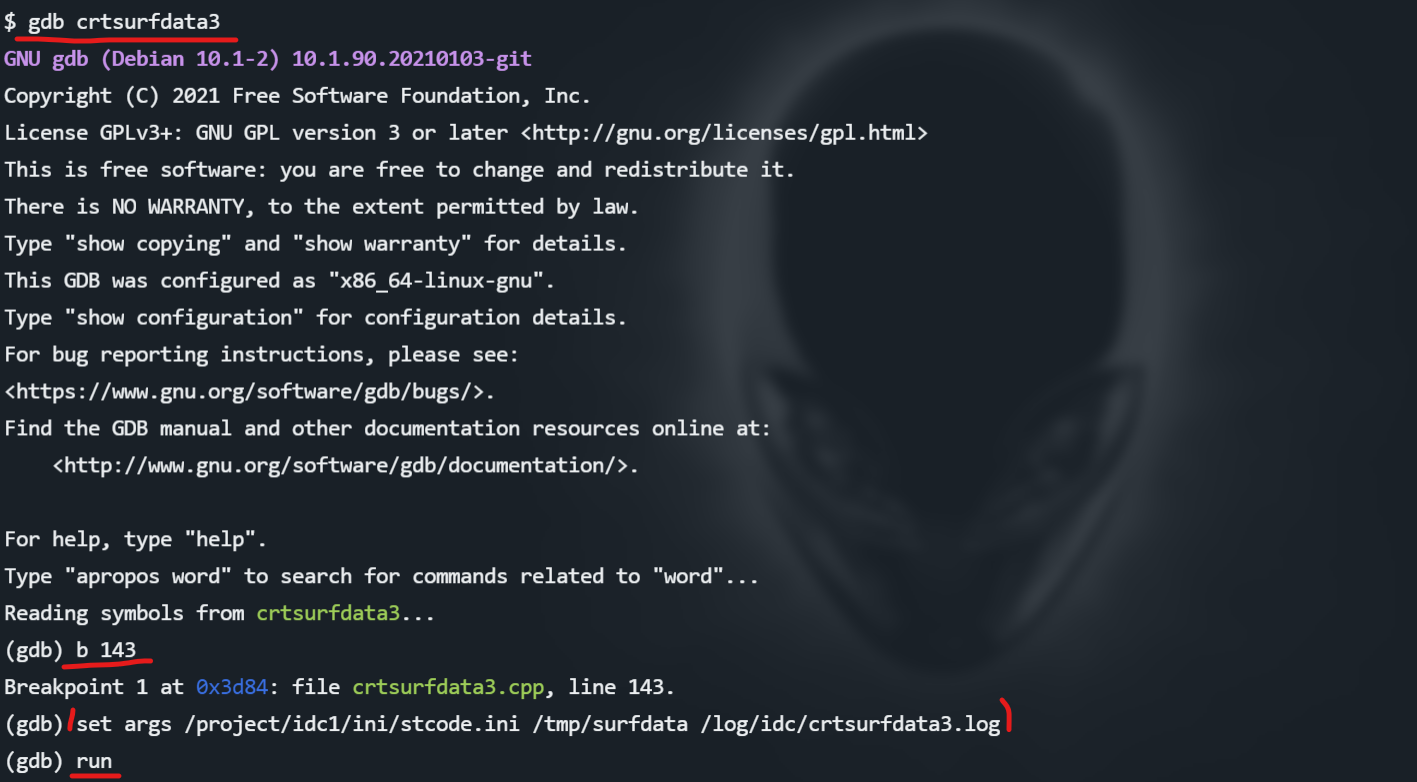 $ gdb crtsurfdata3
GNU gdb (Debian 10.1-2) 10.1.90.20210103-git
Copyright (C) 2021 Free Software Foundation, Inc.
License GPLv3+: GNU GPL version 3 or later <http://gnu.org/licenses/gpl.html>
This is free software: you are free to change and redistribute it.
There is NO WARRANTY, to the extent permitted by law.
Type "show copying" and "show warranty" for details.
This GDB was configured as "x86_64-linux-gnu".
Type "show configuration" for configuration details.
For bug reporting instructions, please see:
<https://www.gnu.org/software/gdb/bugs/>.
Find the GDB manual and other documentation resources online at:
    <http://www.gnu.org/software/gdb/documentation/>.

For help, type "help".
Type "apropos word" to search for commands related to "word"...
Reading symbols from crtsurfdata3...
(gdb) b 143
Breakpoint 1 at 0x3d84: file crtsurfdata3.cpp, line 143.
(gdb) set args /project/idc1/ini/stcode.ini /tmp/surfdata /log/idc/crtsurfdata3.log
(gdb) run